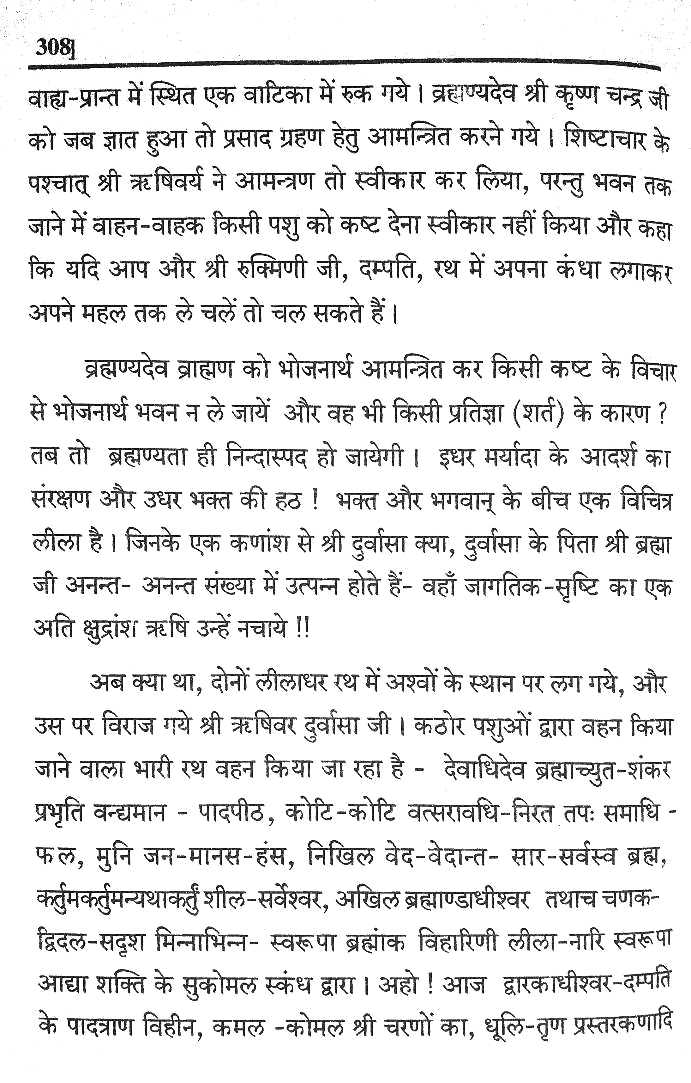 308]
वाह्य-प्रान्त में स्थित एक वाटिका में रुक गये। ब्रह्मण्यदेव श्री कृष्ण चन्द्र जी
को जब ज्ञात हुआ तो प्रसाद ग्रहण हेतु आमन्त्रित करने गये। शिष्टाचार के
पश्चात् श्री ऋषिवर्य ने आमन्त्रण तो स्वीकार कर लिया, परन्तु भवन तक
जाने में वाहन-वाहक किसी पशु को कष्ट देना स्वीकार नहीं किया और कहा
कि यदि आप और श्री रुक्मिणी जी, दम्पति, रथ में अपना कंधा लगाकर
अपने महल तक ले चलें तो चल सकते हैं।
ब्रह्मण्यदेव ब्राह्मण को भोजनार्थ आमन्त्रित कर किसी कष्ट के विचार
से भोजनार्थ भवन न ले जायें और वह भी किसी प्रतिज्ञा (शर्त) के कारण ?
तब तो ब्रह्मण्यता ही निन्दास्पद हो जायेगी। इधर मर्यादा के आदर्श का
संरक्षण और उधर भक्त की हठ ! भक्त और भगवान् के बीच एक विचित्र
लीला है। जिनके एक कणांश से श्री दुर्वासा क्या, दुर्वासा के पिता श्री ब्रह्मा
जी अनन्त- अनन्त संख्या में उत्पन्न होते हैं- वहाँ जागतिक-सृष्टि का एक
अति क्षुद्रांश ऋषि उन्हें नचाये !!
अब क्या था, दोनों लीलाधर रथ में अश्वों के स्थान पर लग गये, और
उस पर विराज गये श्री ऋषिवर दुर्वासा जी। कठोर पशुओं द्वारा वहन किया
जाने वाला भारी रथ वहन किया जा रहा है - देवाधिदेव ब्रह्माच्युत-शंकर
प्रभृति वन्द्यमान - पादपीठ, कोटि-कोटि वत्सरावधि-निरत तपः समाधि -
फल, मुनि जन-मानस-हंस, निखिल वेद-वेदान्त- सार-सर्वस्व ब्रह्म,
कर्तुमकर्तुमन्यथाकर्तुं शील-सर्वेश्वर, अखिल ब्रह्माण्डाधीश्वर तथाच चणक-
द्विदल-सदृश भिन्नाभिन्न- स्वरूपा ब्रह्मांक विहारिणी लीला-नारि स्वरूपा
आद्या शक्ति के सुकोमल स्कंध द्वारा। अहो ! आज द्वारकाधीश्वर-दम्पति
के पादत्राण विहीन, कमल -कोमल श्री चरणों का, धूलि-तृण प्रस्तरकणादि